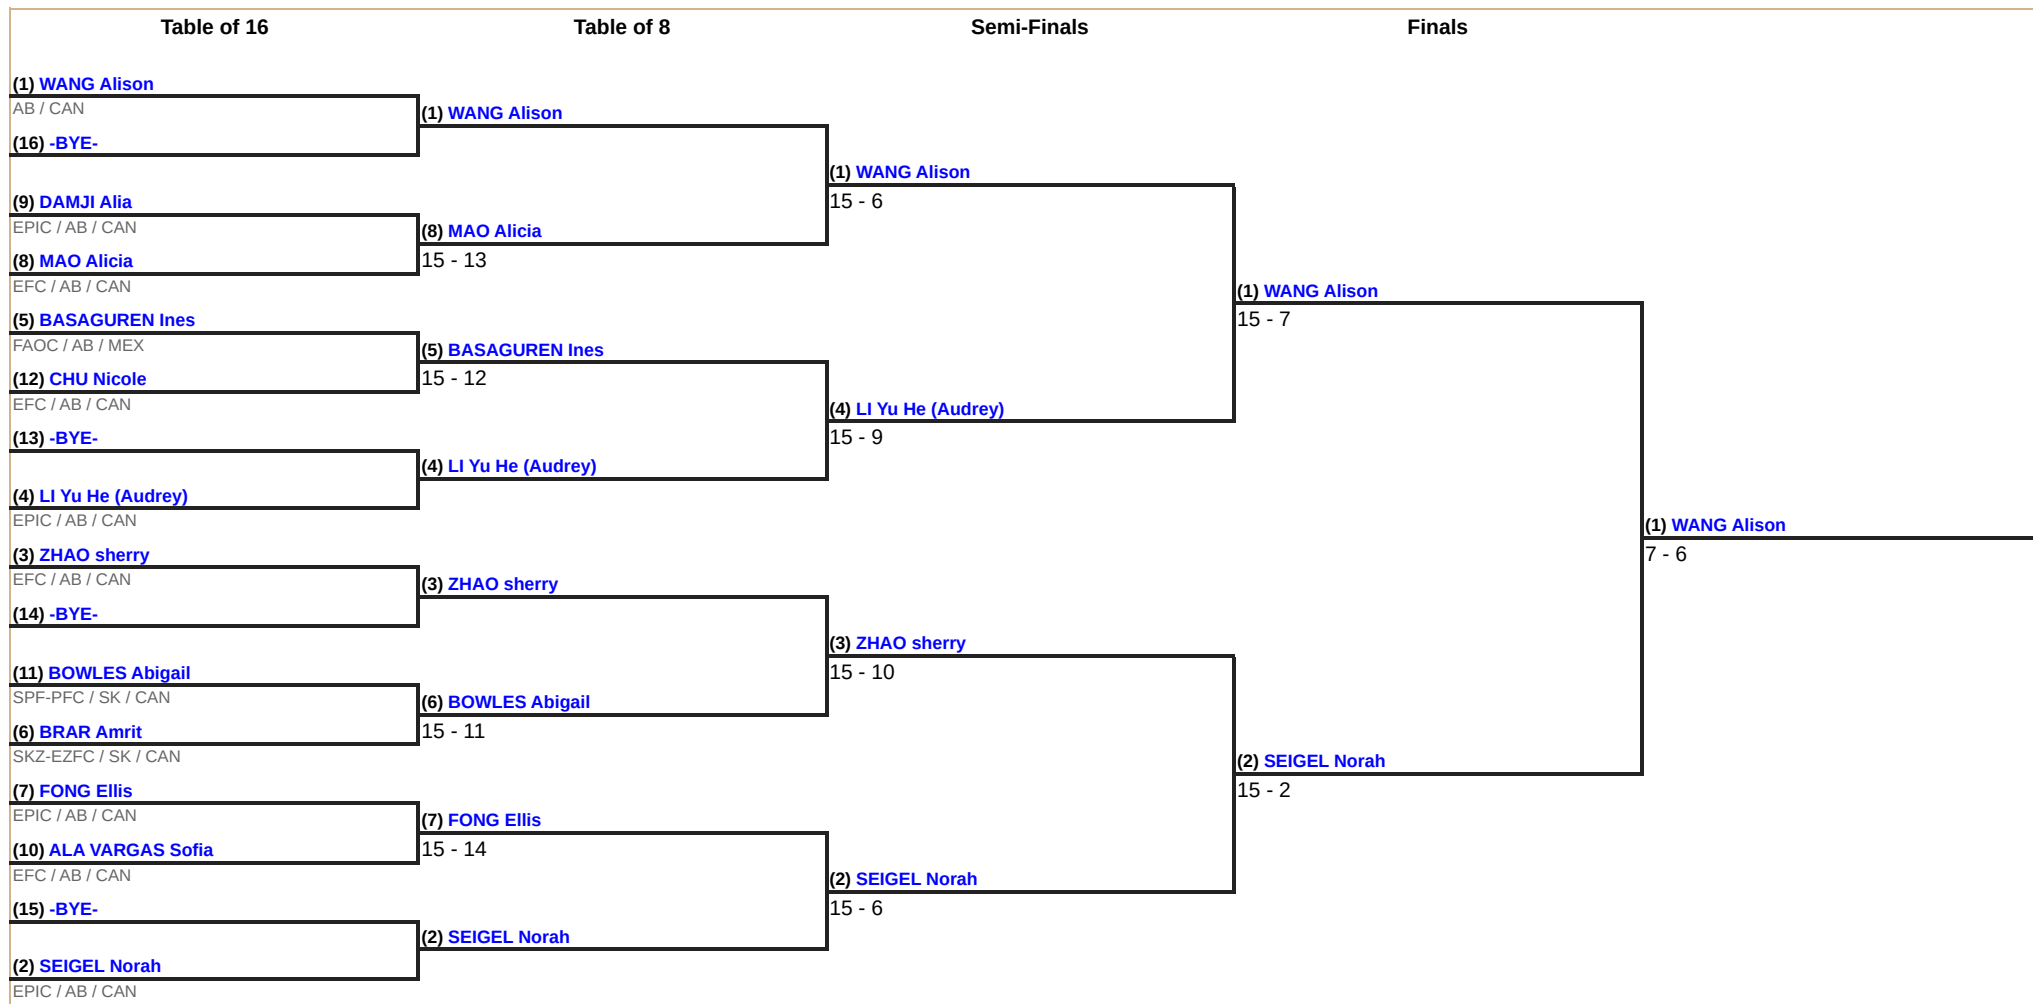 Table of 16
Table of 8
Semi-Finals
Finals
(1) WANG Alison
AB / CAN
(16) -BYE-
(9) DAMJI Alia
EPIC / AB / CAN
(8) MAO Alicia
EFC / AB / CAN
(5) BASAGUREN Ines
FAOC / AB / MEX
(12) CHU Nicole
EFC / AB / CAN
(13) -BYE-
(4) LI Yu He (Audrey)
EPIC / AB / CAN
(3) ZHAO sherry
EFC / AB / CAN
(14) -BYE-
(11) BOWLES Abigail
SPF-PFC / SK / CAN
(6) BRAR Amrit
SKZ-EZFC / SK / CAN
(7) FONG Ellis
EPIC / AB / CAN
(10) ALA VARGAS Sofia
EFC / AB / CAN
(15) -BYE-
(2) SEIGEL Norah
EPIC / AB / CAN
(1) WANG Alison
(8) MAO Alicia
15 - 13
(5) BASAGUREN Ines
15 - 12
(4) LI Yu He (Audrey)
(3) ZHAO sherry
(6) BOWLES Abigail
15 - 11
(7) FONG Ellis
15 - 14
(2) SEIGEL Norah
(1) WANG Alison
15 - 6
(4) LI Yu He (Audrey)
15 - 9
(3) ZHAO sherry
15 - 10
(2) SEIGEL Norah
15 - 6
(1) WANG Alison
15 - 7
(2) SEIGEL Norah
15 - 2
(1) WANG Alison
7 - 6